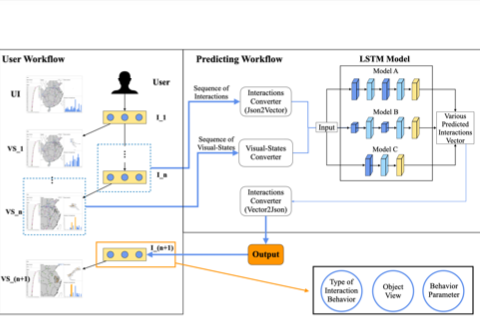 User Workflow
Predicting Workflow
LSTM Model
Model A
UI
User
Sequence of
Interactions
Interactions
Converter
(Json2Vector)
I_1
VS_1
Sequence of
Visual-States
Visual-States
Converter
Input
Model B
Various
Predicted
Interactions
Vector
Model C
I_n
VS_n
Interactions
Converter
(Vector2Json)
I_(n+1)
Output
VS_(n+1)
Type of
Interaction
Behavior
Object
View
Behavior
Parameter